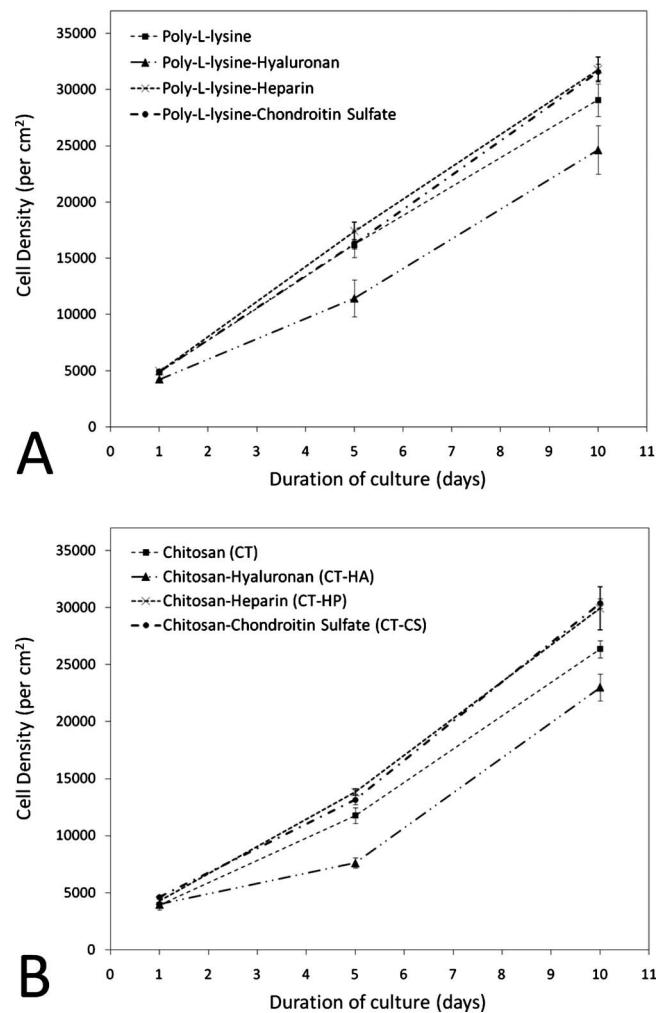 35000
Poly-L-lysine
30000
Poly-L-lysine-Hyaluronan
Poly-L-lysine-Heparin
25000
Poly-L-lysine-Chondroitin Sulfate
20000
15000
10000
5000
0
Cell Density (per cm²)
0 1 2 3 4 5 6 7 8 9 10 11
Duration of culture (days)
A
35000
Chitosan (CT)
Chitosan-Hyaluronan (CT-HA)
30000
Chitosan-Heparin (CT-HP)
Chitosan-Chondroitin Sulfate (CT-CS)
25000
20000
15000
10000
5000
0
Cell Density (per cm²)
0 1 2 3 4 5 6 7 8 9 10 11
Duration of culture (days)
B